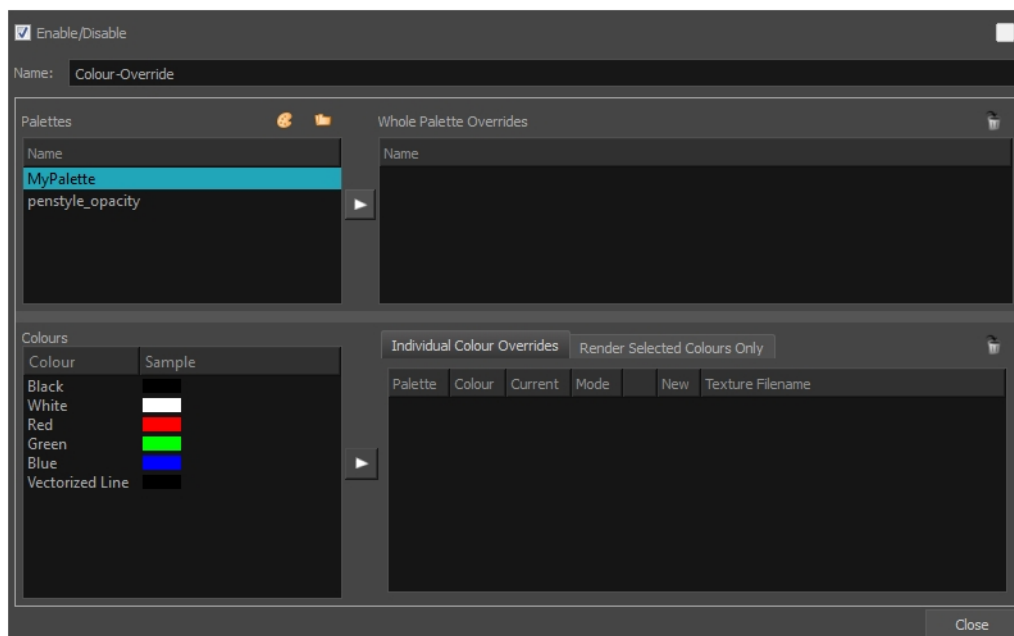 Enable/Disable
Name: Colour-Override
Palettes
Whole Palette Overrides
Name
Name
MyPalette
penstyle_opacity
Colours
Individual Colour Overrides Render Selected Colours Only
Colour Sample
Palette Colour Current Mode New Texture Filename
Black
White
Red
Green
Blue
Vectorized Line
Close